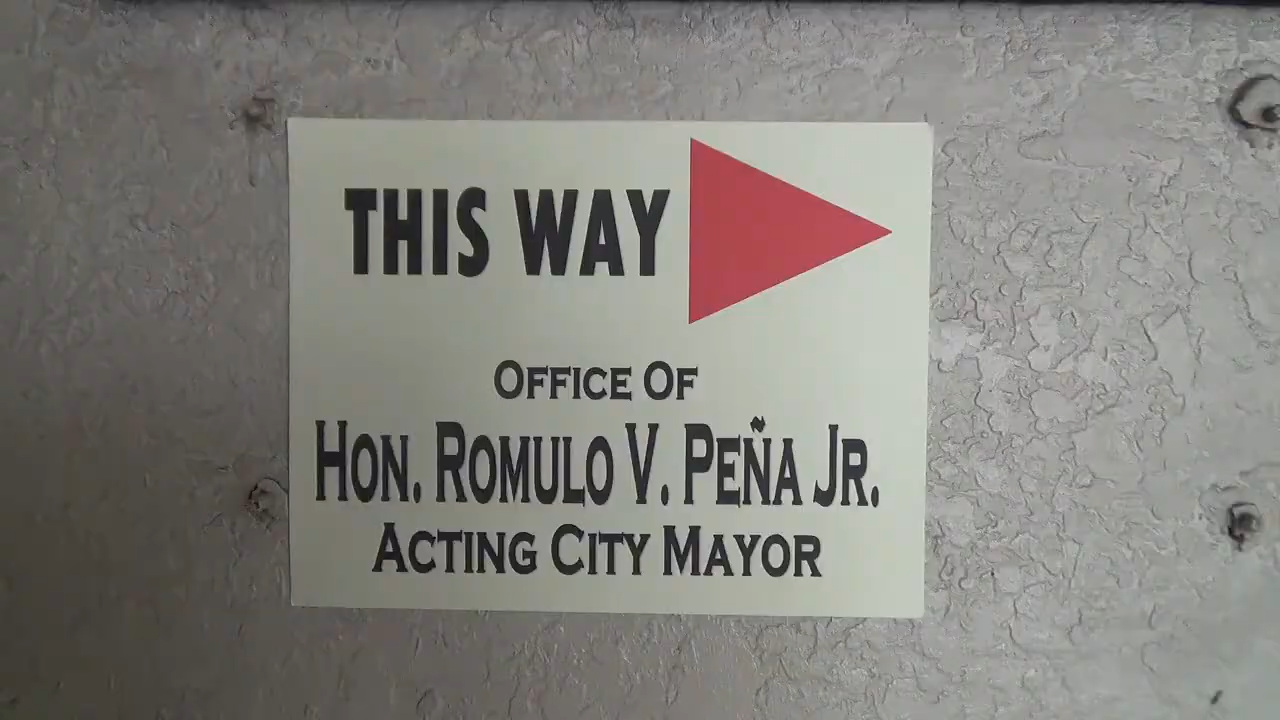 THIS WAY
OFFICE OF
HON. ROMULO V. PEÑA JR.
ACTING CITY MAYOR